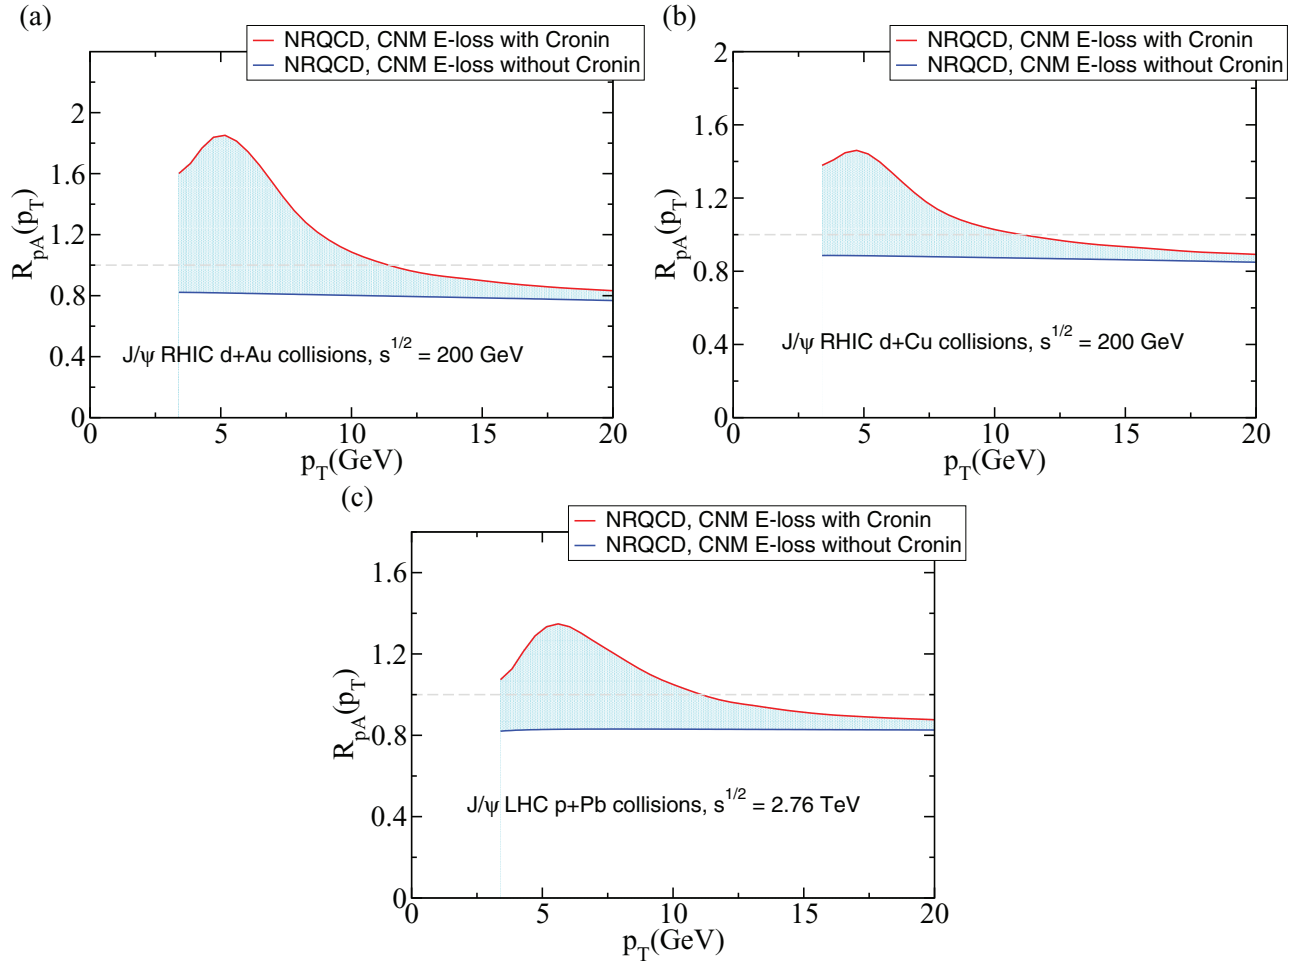 (a)
NRQCD, CNM E-loss with Cronin
NRQCD, CNM E-loss without Cronin
2
1.6
1.2
0.8
0.4
0
R_pA(p_T)
J/ψ RHIC d+Au collisions, s^1/2 = 200 GeV
0 5 10 15 20
p_T(GeV)
(b)
NRQCD, CNM E-loss with Cronin
NRQCD, CNM E-loss without Cronin
2
1.6
1.2
0.8
0.4
0
R_pA(p_T)
J/ψ RHIC d+Cu collisions, s^1/2 = 200 GeV
0 5 10 15 20
p_T(GeV)
(c)
NRQCD, CNM E-loss with Cronin
NRQCD, CNM E-loss without Cronin
1.6
1.2
0.8
0.4
0
R_pA(p_T)
J/ψ LHC p+Pb collisions, s^1/2 = 2.76 TeV
0 5 10 15 20
p_T(GeV)